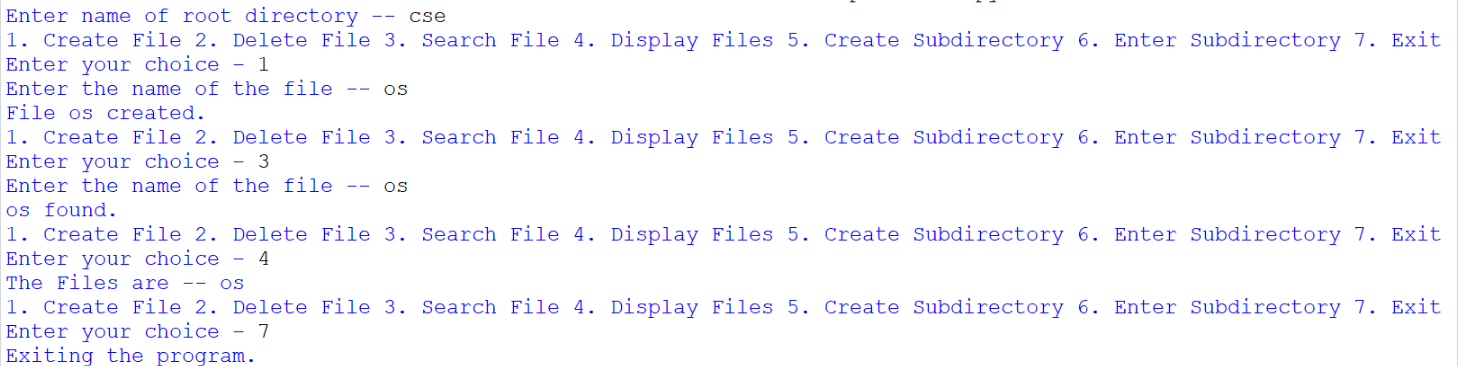 Enter name of root directory -- cse
1. Create File 2. Delete File 3. Search File 4. Display Files 5. Create Subdirectory 6. Enter Subdirectory 7. Exit
Enter your choice - 1
Enter the name of the file -- os
File os created.
1. Create File 2. Delete File 3. Search File 4. Display Files 5. Create Subdirectory 6. Enter Subdirectory 7. Exit
Enter your choice - 3
Enter the name of the file -- os
os found.
1. Create File 2. Delete File 3. Search File 4. Display Files 5. Create Subdirectory 6. Enter Subdirectory 7. Exit
Enter your choice - 4
The Files are -- os
1. Create File 2. Delete File 3. Search File 4. Display Files 5. Create Subdirectory 6. Enter Subdirectory 7. Exit
Enter your choice - 7
Exiting the program.